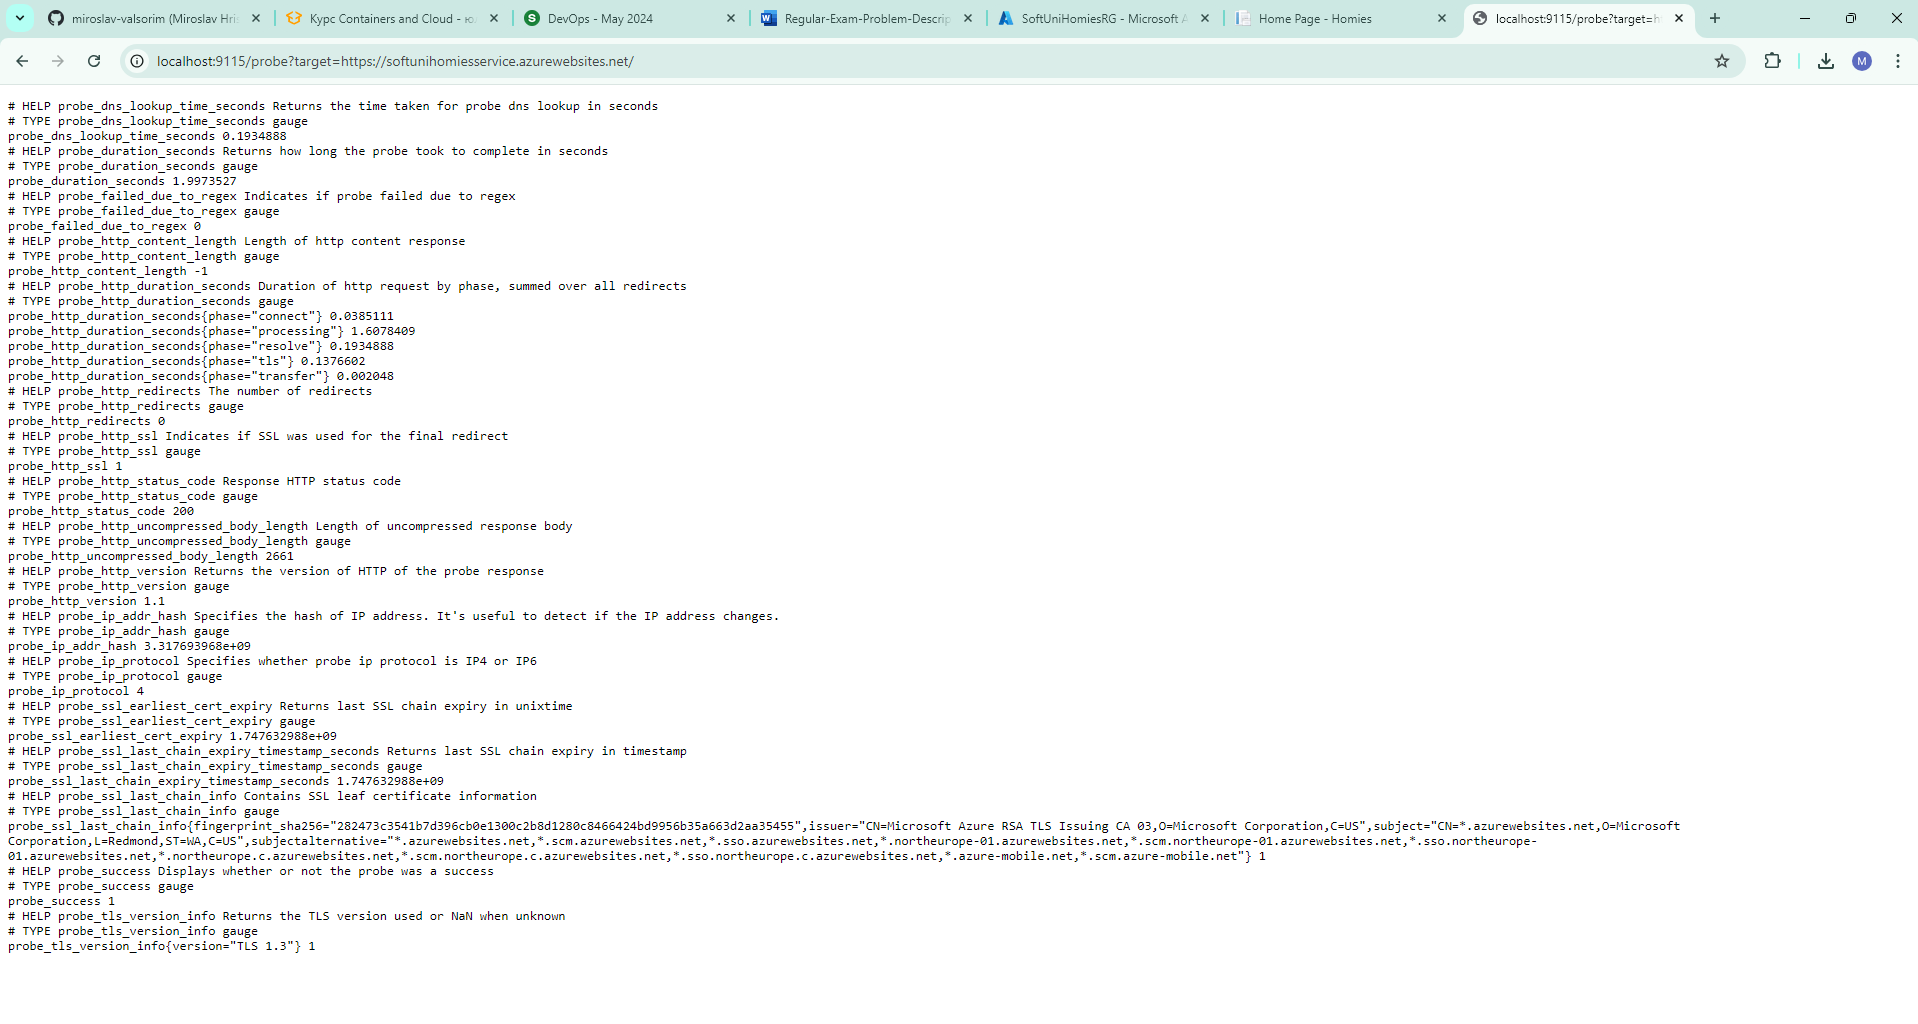 miroslav-valsorim (Miroslav Hris
Курс Containers and Cloud - юл
DevOps - May 2024
Regular-Exam-Problem-Descrip
SoftUniHomiesRG - Microsoft A
Home Page - Homies
localhost:9115/probe?target=h
localhost:9115/probe?target=https://softunihomiesservice.azurewebsites.net/
M
# HELP probe_dns_lookup_time_seconds Returns the time taken for probe dns lookup in seconds
# TYPE probe_dns_lookup_time_seconds gauge
probe_dns_lookup_time_seconds 0.1934888
# HELP probe_duration_seconds Returns how long the probe took to complete in seconds
# TYPE probe_duration_seconds gauge
probe_duration_seconds 1.9973527
# HELP probe_failed_due_to_regex Indicates if probe failed due to regex
# TYPE probe_failed_due_to_regex gauge
probe_failed_due_to_regex 0
# HELP probe_http_content_length Length of http content response
# TYPE probe_http_content_length gauge
probe_http_content_length -1
# HELP probe_http_duration_seconds Duration of http request by phase, summed over all redirects
# TYPE probe_http_duration_seconds gauge
probe_http_duration_seconds{phase="connect"} 0.0385111
probe_http_duration_seconds{phase="processing"} 1.6078409
probe_http_duration_seconds{phase="resolve"} 0.1934888
probe_http_duration_seconds{phase="tls"} 0.1376602
probe_http_duration_seconds{phase="transfer"} 0.002048
# HELP probe_http_redirects The number of redirects
# TYPE probe_http_redirects gauge
probe_http_redirects 0
# HELP probe_http_ssl Indicates if SSL was used for the final redirect
# TYPE probe_http_ssl gauge
probe_http_ssl 1
# HELP probe_http_status_code Response HTTP status code
# TYPE probe_http_status_code gauge
probe_http_status_code 200
# HELP probe_http_uncompressed_body_length Length of uncompressed response body
# TYPE probe_http_uncompressed_body_length gauge
probe_http_uncompressed_body_length 2661
# HELP probe_http_version Returns the version of HTTP of the probe response
# TYPE probe_http_version gauge
probe_http_version 1.1
# HELP probe_ip_addr_hash Specifies the hash of IP address. It's useful to detect if the IP address changes.
# TYPE probe_ip_addr_hash gauge
probe_ip_addr_hash 3.317693968e+09
# HELP probe_ip_protocol Specifies whether probe ip protocol is IP4 or IP6
# TYPE probe_ip_protocol gauge
probe_ip_protocol 4
# HELP probe_ssl_earliest_cert_expiry Returns last SSL chain expiry in unixtime
# TYPE probe_ssl_earliest_cert_expiry gauge
probe_ssl_earliest_cert_expiry 1.747632988e+09
# HELP probe_ssl_last_chain_expiry_timestamp_seconds Returns last SSL chain expiry in timestamp
# TYPE probe_ssl_last_chain_expiry_timestamp_seconds gauge
probe_ssl_last_chain_expiry_timestamp_seconds 1.747632988e+09
# HELP probe_ssl_last_chain_info Contains SSL leaf certificate information
# TYPE probe_ssl_last_chain_info gauge
probe_ssl_last_chain_info{fingerprint_sha256="282473c3541b7d396cb0e1300c2b8d1280c8466424bd9956b35a663d2aa35455",issuer="CN=Microsoft Azure RSA TLS Issuing CA 03,O=Microsoft Corporation,C=US",subject="CN=*.azurewebsites.net,O=Microsoft
Corporation,L=Redmond,ST=WA,C=US",subjectalternative="*.azurewebsites.net,*.scm.azurewebsites.net,*.sso.azurewebsites.net,*.northeurope-01.azurewebsites.net,*.scm.northeurope-01.azurewebsites.net,*.sso.northeurope-
01.azurewebsites.net,*.northeurope.c.azurewebsites.net,*.scm.northeurope.c.azurewebsites.net,*.sso.northeurope.c.azurewebsites.net,*.azure-mobile.net,*.scm.azure-mobile.net"} 1
# HELP probe_success Displays whether or not the probe was a success
# TYPE probe_success gauge
probe_success 1
# HELP probe_tls_version_info Returns the TLS version used or NaN when unknown
# TYPE probe_tls_version_info gauge
probe_tls_version_info{version="TLS 1.3"} 1